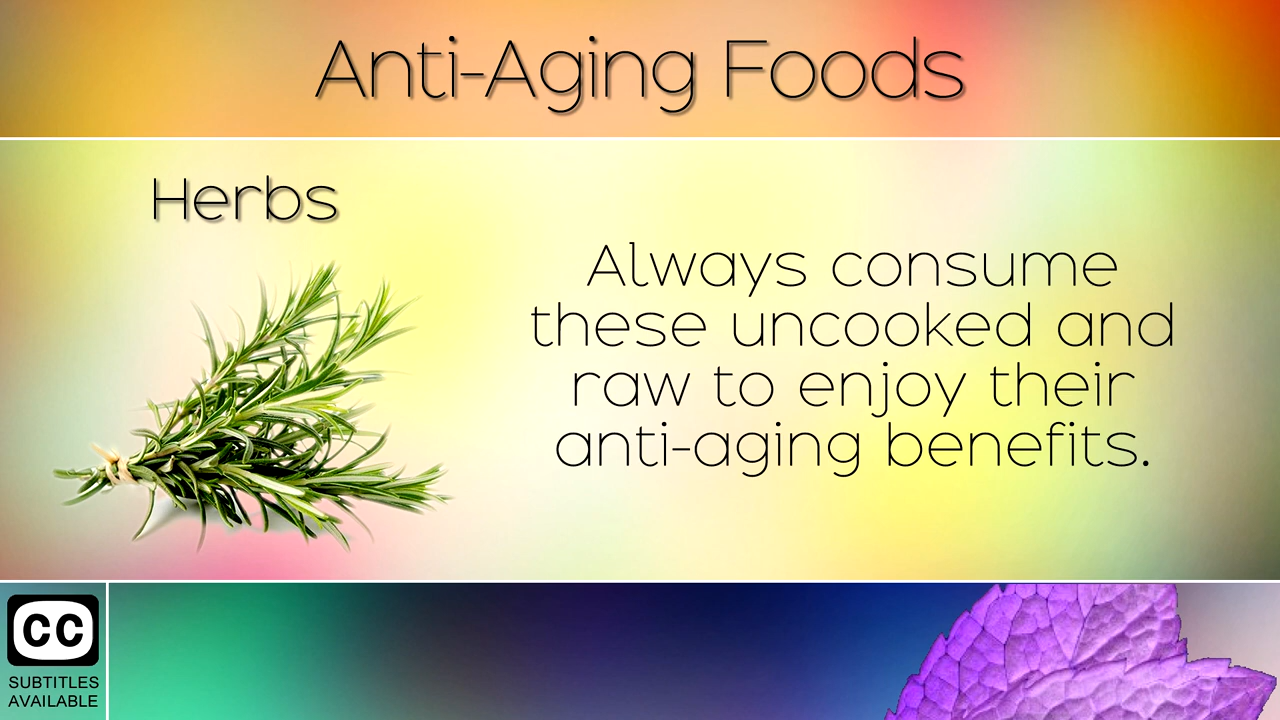 Anti-Aging Foods
Herbs
Always consume
these uncooked and
raw to enjoy their
anti-aging benefits.
CC
SUBTITLES
AVAILABLE